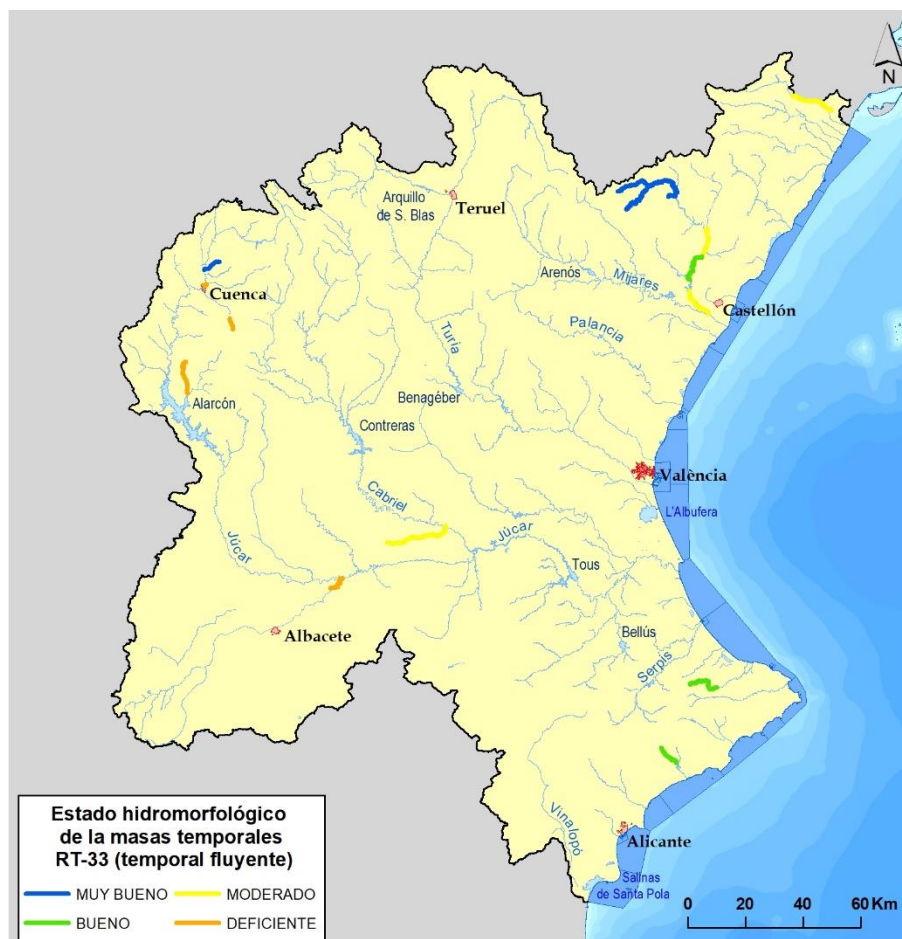 N
Arquillo
de S. Blas
Teruel
Cuenca
Arenós
Mijares
Castellón
Palancia
Turia
Alarcón
Benagéber
Contreras
València
Cabriel
L'Albufera
Júcar
Júcar
Tous
Albacete
Bellús
Serpis
Vinalopó
Alicante
Salinas
de Santa Pola
Estado hidromorfológico
de la masas temporales
RT-33 (temporal fluyente)
MUY BUENO
MODERADO
BUENO
DEFICIENTE
0 20 40 60 Km